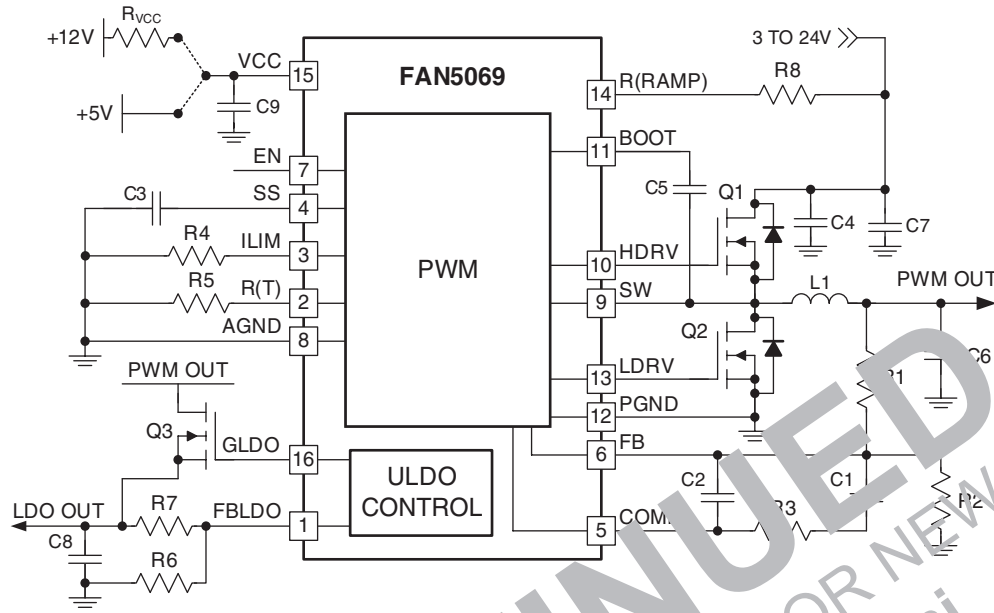 RVCC
+12V
+5V
VCC
15
C9
FAN5069
3 TO 24V
14
R(RAMP)
R8
11
BOOT
C5
Q1
C4
C7
EN
7
C3
SS
4
R4
ILIM
3
R5
R(T)
2
AGND
8
PWM
10
HDRV
9
SW
L1
PWM OUT
Q2
13
LDRV
12
PGND
6
FB
C6
R1
PWM OUT
Q3
GLDO
16
ULDO
CONTROL
C2
C1
R2
5
R3
LDO OUT
R7
FBLDO
1
C8
R6
NUED
OR NEW